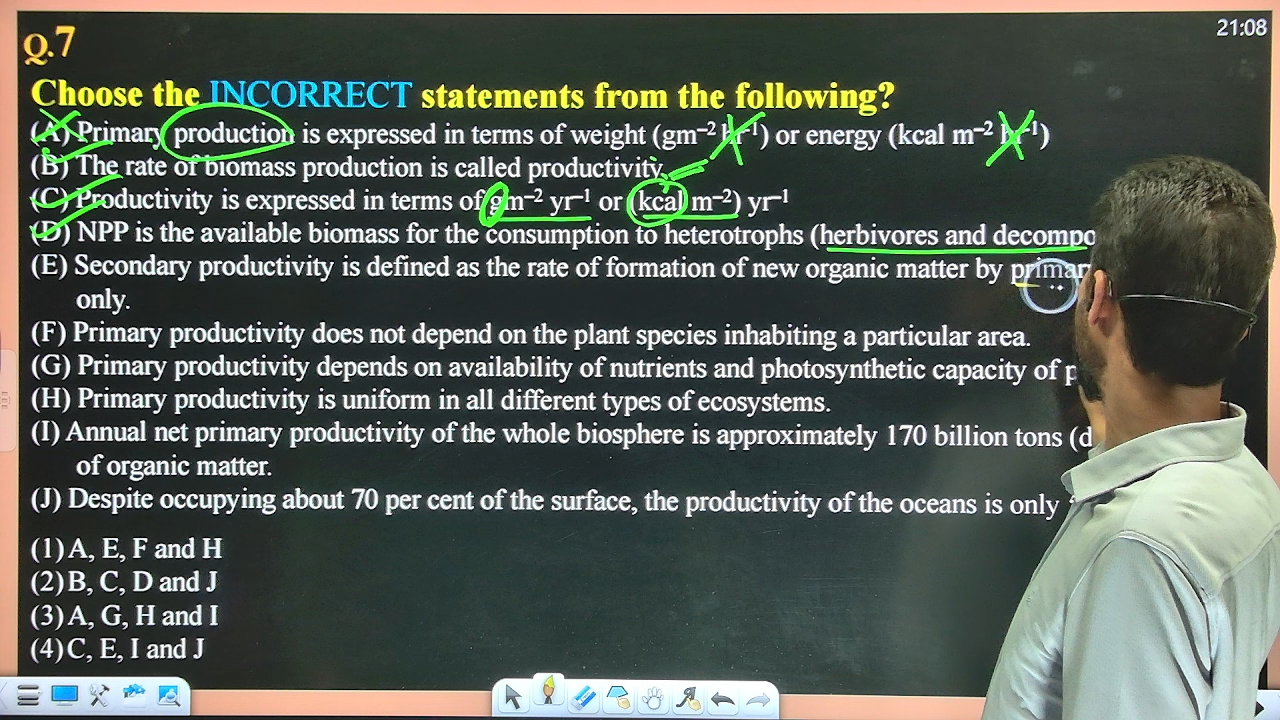 21:08
Q.7
Choose the INCORRECT statements from the following?
(A) Primary production is expressed in terms of weight (gm⁻² hr⁻¹) or energy (kcal m⁻² hr⁻¹)
(B) The rate of biomass production is called productivity.
(C) Productivity is expressed in terms of gm⁻² yr⁻¹ or (kcal m⁻²) yr⁻¹
(D) NPP is the available biomass for the consumption to heterotrophs (herbivores and
(E) Secondary productivity is defined as the rate of formation of new organic matter by
only.
(F) Primary productivity does not depend on the plant species inhabiting a particular area.
(G) Primary productivity depends on availability of nutrients and photosynthetic capacity of
(H) Primary productivity is uniform in all different types of ecosystems.
(I) Annual net primary productivity of the whole biosphere is approximately 170 billion tons
of organic matter.
(J) Despite occupying about 70 per cent of the surface, the productivity of the oceans is only
(1) A, E, F and H
(2) B, C, D and J
(3) A, G, H and I
(4) C, E, I and J